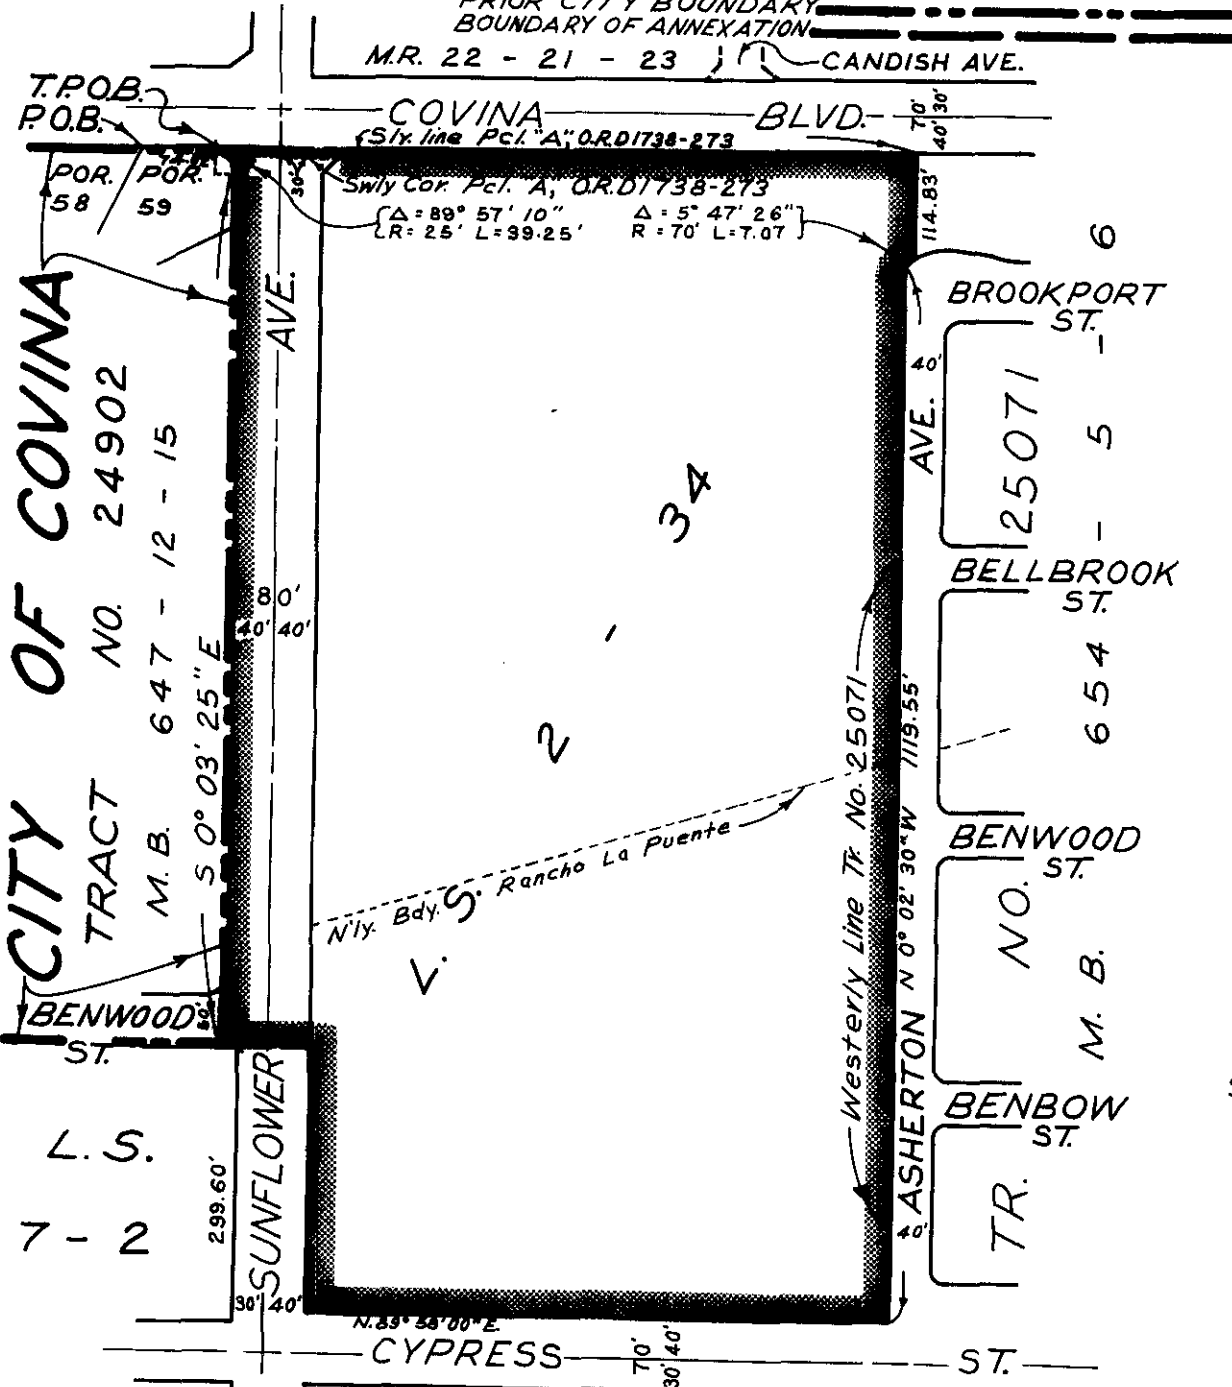 PRIOR CITY BOUNDARY
BOUNDARY OF ANNEXATION
M.R. 22 - 21 - 23
CANDISH AVE.
T.P.O.B.
P.O.B.
COVINA BLVD.
70'
40' 30'
S'ly. line Pcl. "A", O.R. D1738-273
Swly Cor. Pcl. A, O.R. D1738-273
POR. 58
POR. 59
30'
Δ = 89° 57' 10"
R = 25' L = 39.25'
Δ = 5° 47' 26"
R = 70' L = 7.07
114.83'
AVE.
BROOKPORT ST.
40'
AVE.
CITY OF COVINA
TRACT NO. 24902
M. B. 647 - 12 - 15
S 0° 03' 25" E
80'
40' 40'
V. S. 2 - 34
N'ly. Bdy. Rancho La Puente
Westerly Line Tr. No. 25071
N 0° 02' 30" W 1119.55'
BELLBROOK ST.
BENWOOD ST.
BENBOW ST.
TR. NO. 25071
M. B. 654 - 5 - 6
ASHERTON
40'
BENWOOD ST.
30'
L. S.
7 - 2
299.60'
SUNFLOWER
30' 40'
N. 89° 58' 00" E.
CYPRESS ST.
70'
30' 40'